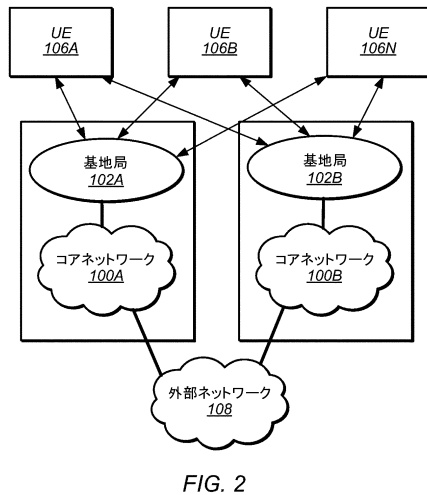 UE
106A
UE
106B
UE
106N
基地局
102A
基地局
102B
コアネットワーク
100A
コアネットワーク
100B
外部ネットワーク
108
FIG. 2